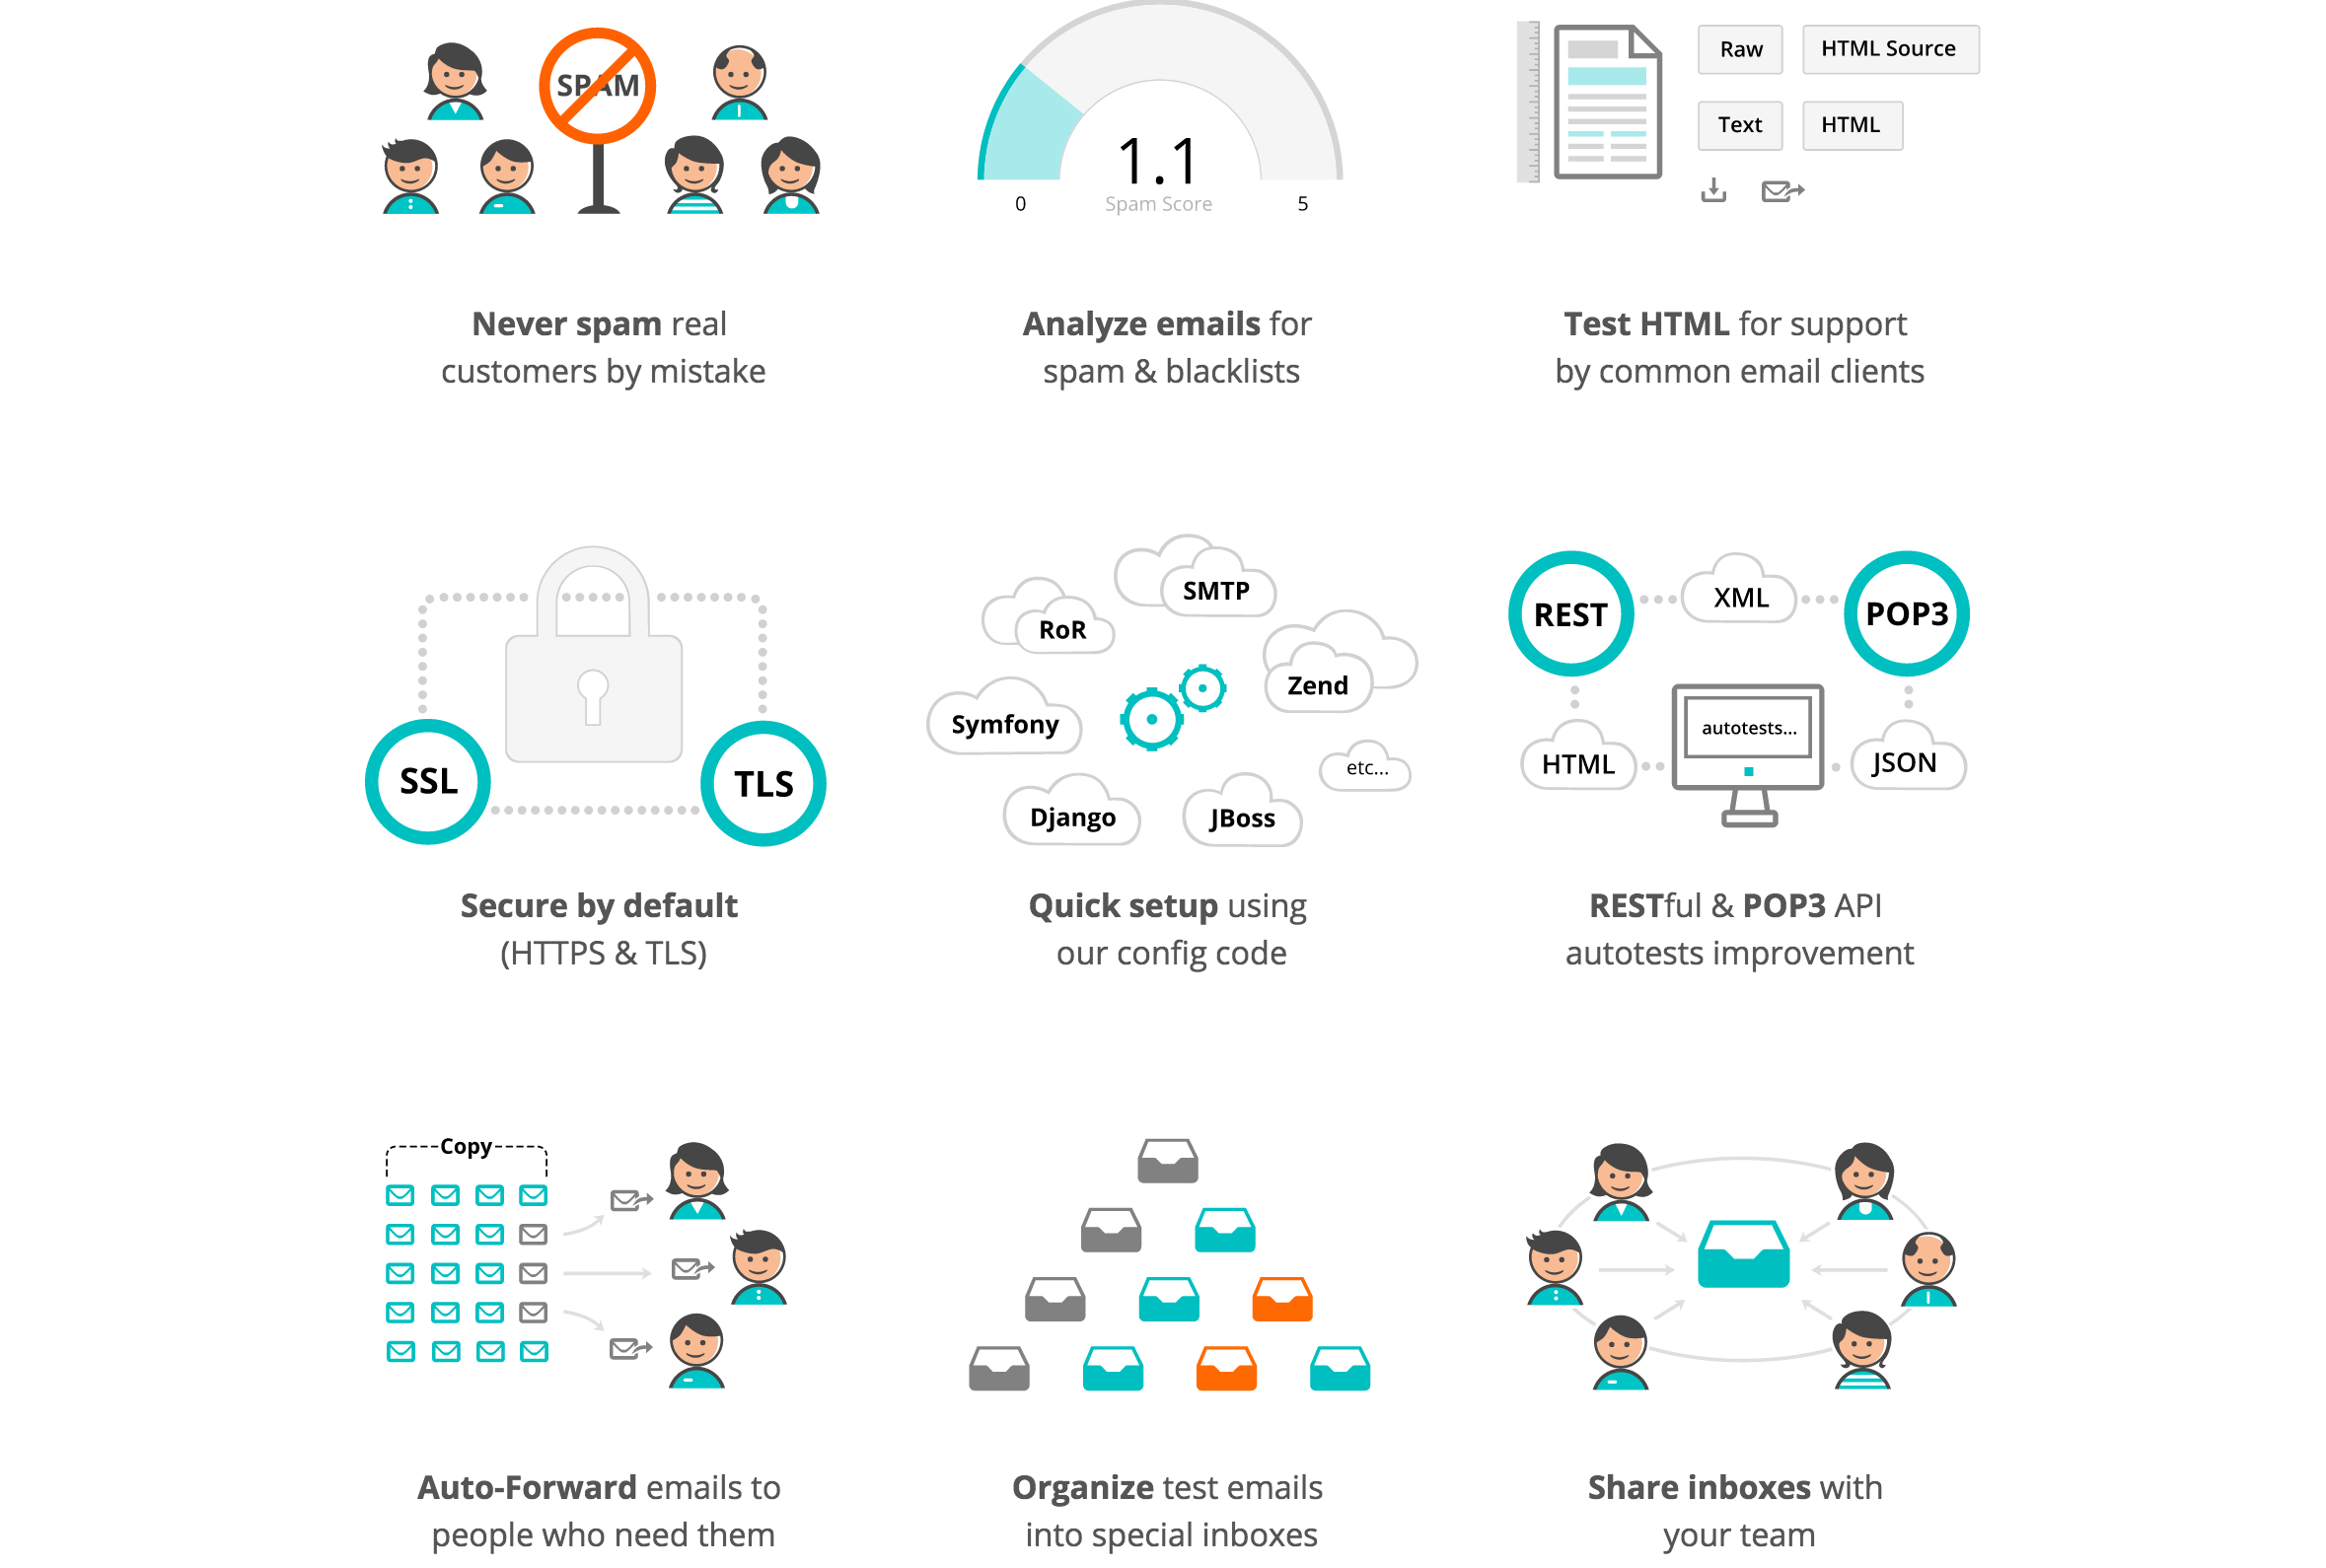 SPAM
1.1
0 Spam Score 5
Raw HTML Source
Text HTML
Never spam real
customers by mistake
Analyze emails for
spam & blacklists
Test HTML for support
by common email clients
SSL
TLS
SMTP
RoR
Zend
Symfony
etc...
Django
JBoss
REST
XML
POP3
autotests...
HTML
JSON
Secure by default
(HTTPS & TLS)
Quick setup using
our config code
RESTful & POP3 API
autotests improvement
Copy
Auto-Forward emails to
people who need them
Organize test emails
into special inboxes
Share inboxes with
your team